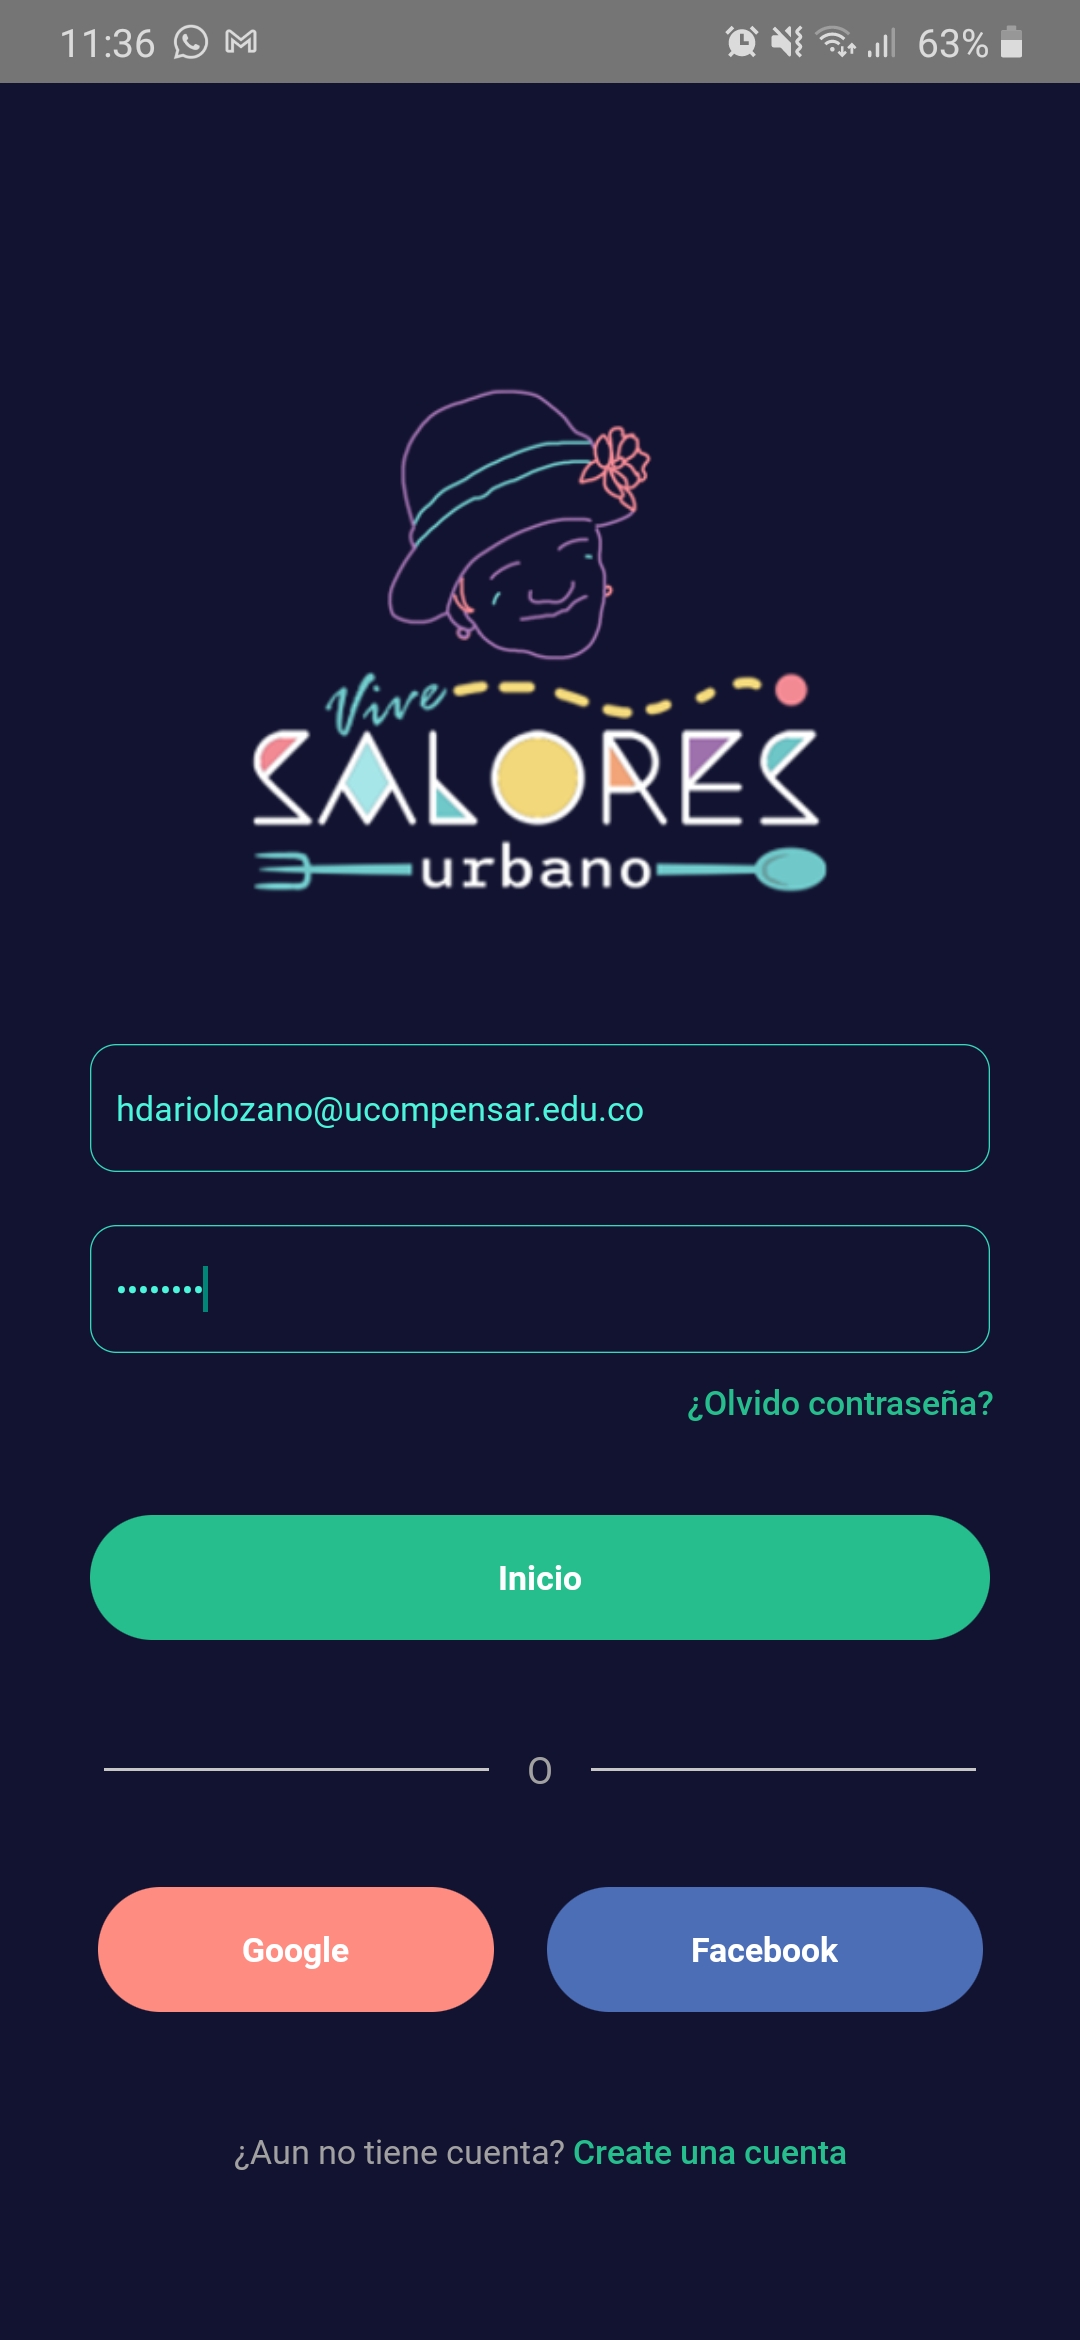 11:36 63%
Vive
SALORES
urbano
hdariolozano@ucompensar.edu.co
••••••••
¿Olvido contraseña?
Inicio
O
Google Facebook
¿Aun no tiene cuenta? Create una cuenta